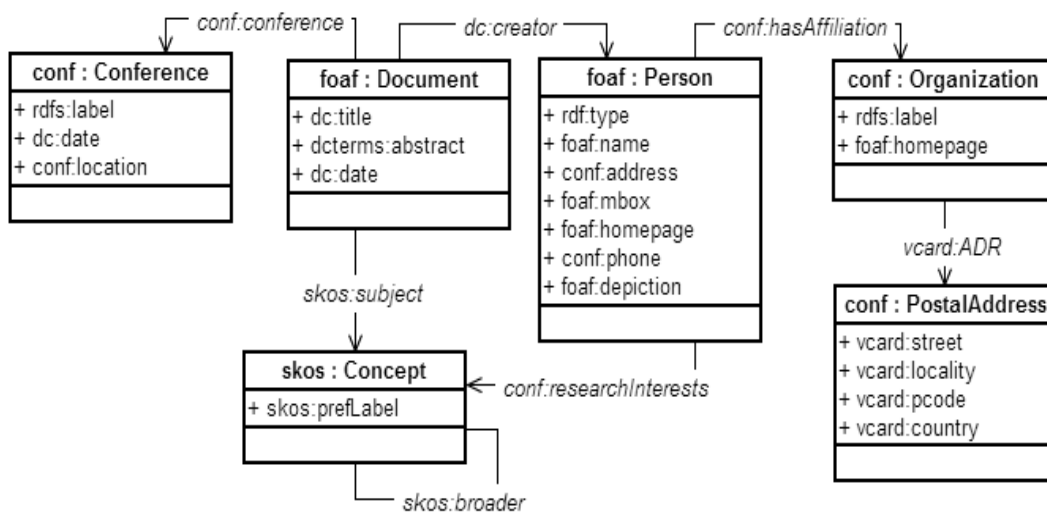 conf:conference
dc:creator
conf:hasAffiliation
conf : Conference
+ rdfs:label
+ dc:date
+ conf:location
foaf : Document
+ dc:title
+ dcterms:abstract
+ dc:date
foaf : Person
+ rdf:type
+ foaf:name
+ conf:address
+ foaf:mbox
+ foaf:homepage
+ conf:phone
+ foaf:depiction
conf : Organization
+ rdfs:label
+ foaf:homepage
vcard:ADR
skos:subject
conf : PostalAddress
+ vcard:street
+ vcard:locality
+ vcard:pcode
+ vcard:country
skos : Concept
+ skos:prefLabel
conf:researchInterests
skos:broader